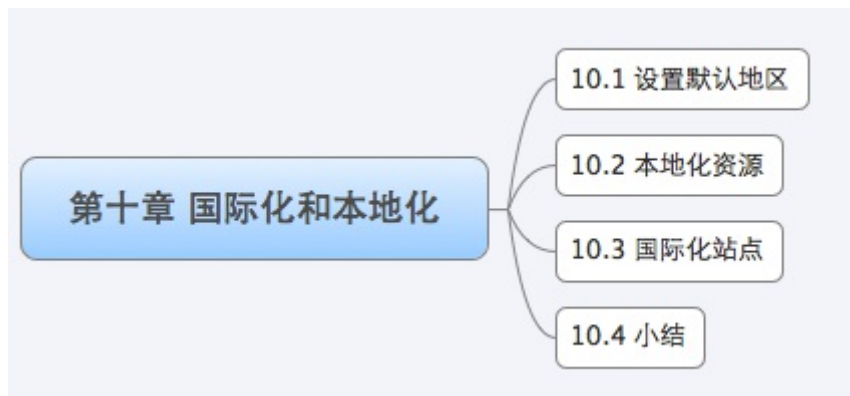 第十章 国际化和本地化
10.1 设置默认地区
10.2 本地化资源
10.3 国际化站点
10.4 小结